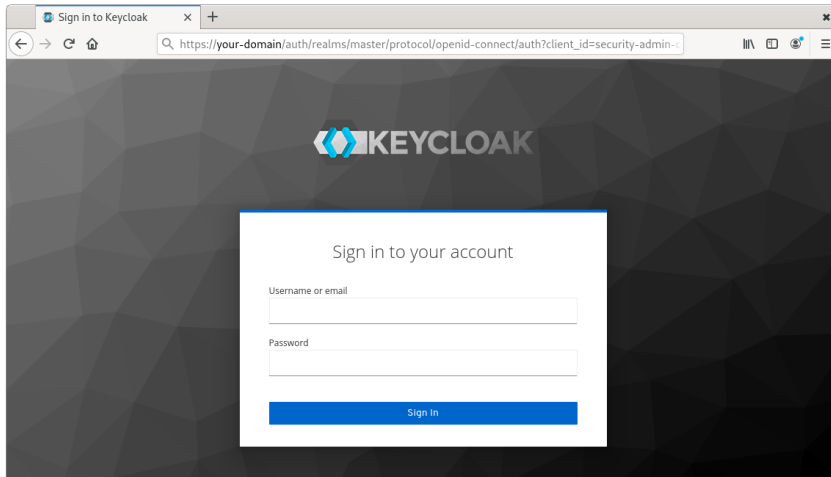 Sign in to Keycloak
https://your-domain/auth/realms/master/protocol/openid-connect/auth?client_id=security-admin-c
KEYCLOAK
Sign in to your account
Username or email
Password
Sign In